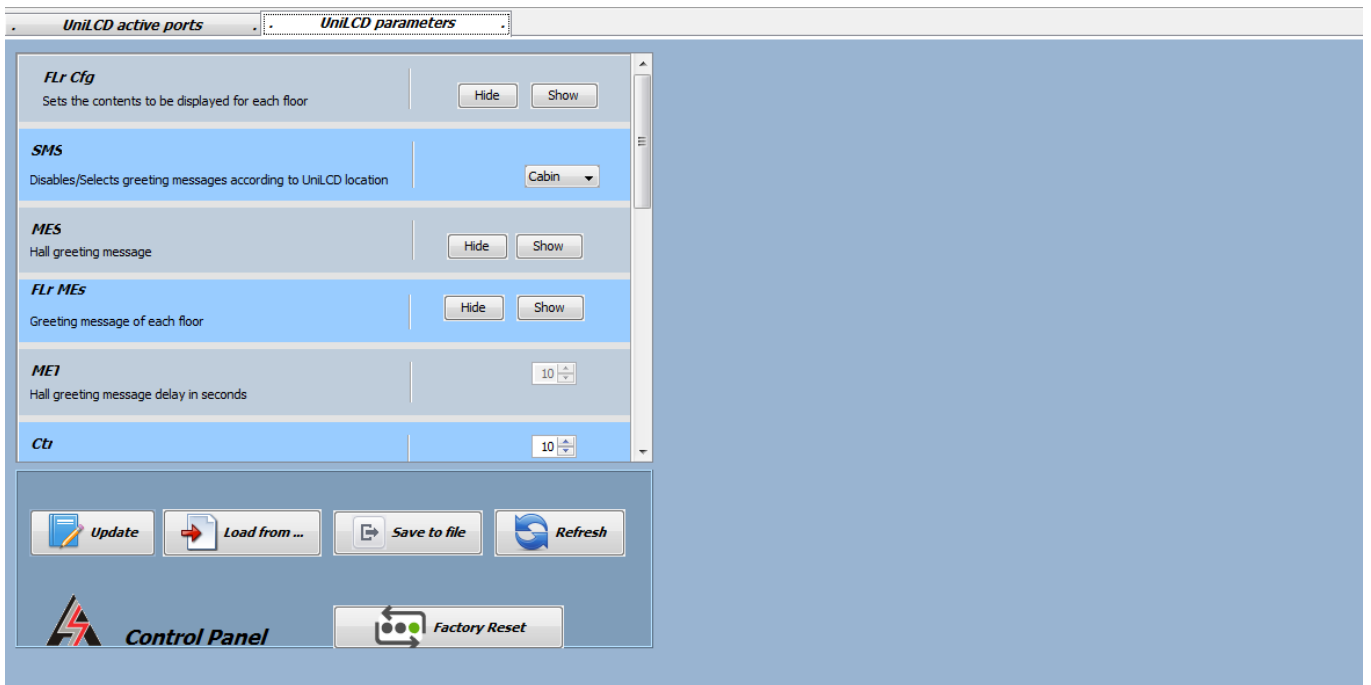 . UniLCD active ports . . UniLCD parameters .
FLr Cfg
Sets the contents to be displayed for each floor
Hide Show
SMS
Disables/Selects greeting messages according to UniLCD location
Cabin
MES
Hall greeting message
Hide Show
FLr MEs
Greeting message of each floor
Hide Show
ME7
Hall greeting message delay in seconds
10
Ct1
10
Update Load from ... Save to file Refresh
Control Panel
Factory Reset